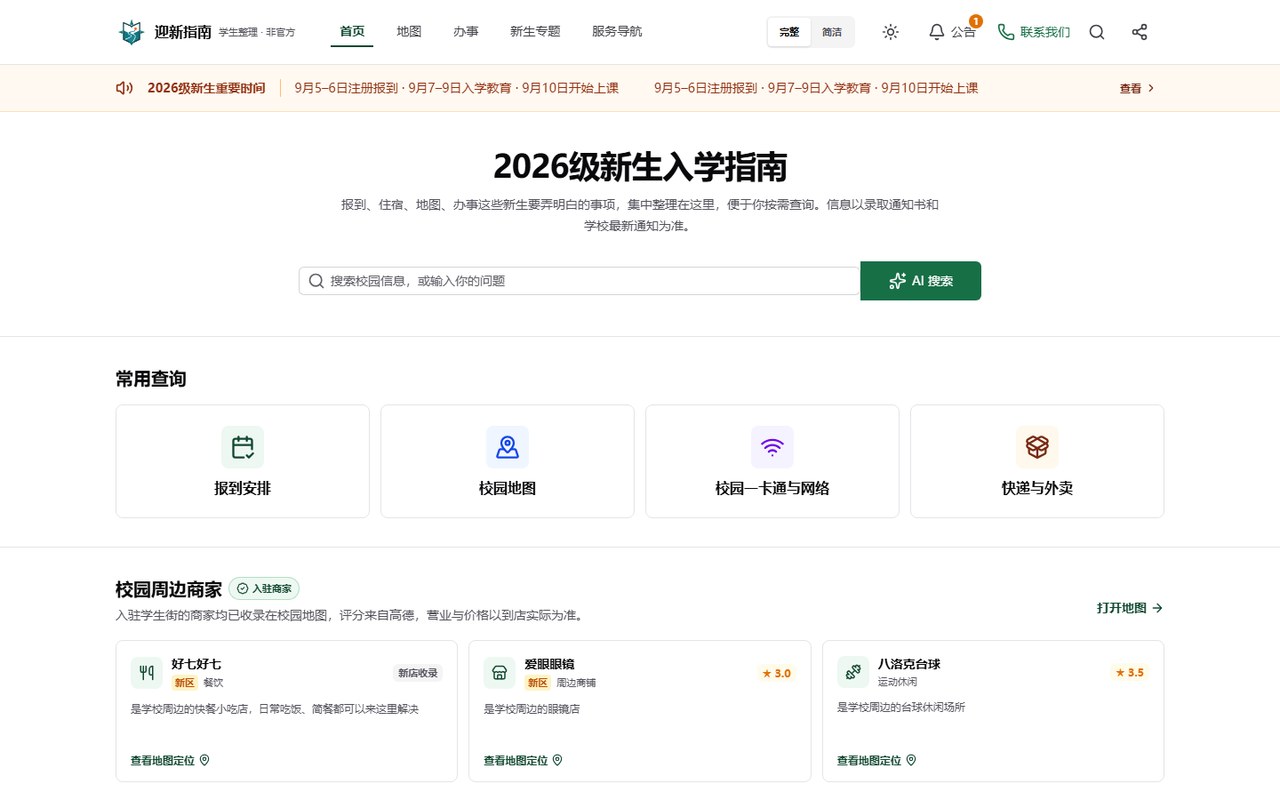 迎新指南 学生整理 · 非官方 首页 地图 办事 新生专题 服务导航 完整 简洁 公告 1 联系我们
2026级新生重要时间 9月5–6日注册报到 · 9月7–9日入学教育 · 9月10日开始上课 9月5–6日注册报到 · 9月7–9日入学教育 · 9月10日开始上课 查看
2026级新生入学指南
报到、住宿、地图、办事这些新生要弄明白的事项，集中整理在这里，便于你按需查询。信息以录取通知书和
学校最新通知为准。
搜索校园信息，或输入你的问题 AI 搜索
常用查询
报到安排 校园地图 校园一卡通与网络 快递与外卖
校园周边商家 入驻商家
入驻学生街的商家均已收录在校园地图，评分来自高德，营业与价格以到店实际为准。 打开地图
好七好七
新区 餐饮
新店收录
是学校周边的快餐小吃店，日常吃饭、简餐都可以来这里解决
查看地图定位
爱眼眼镜
新区 周边商铺
★ 3.0
是学校周边的眼镜店
查看地图定位
八洛克台球
运动休闲
★ 3.5
是学校周边的台球休闲场所
查看地图定位